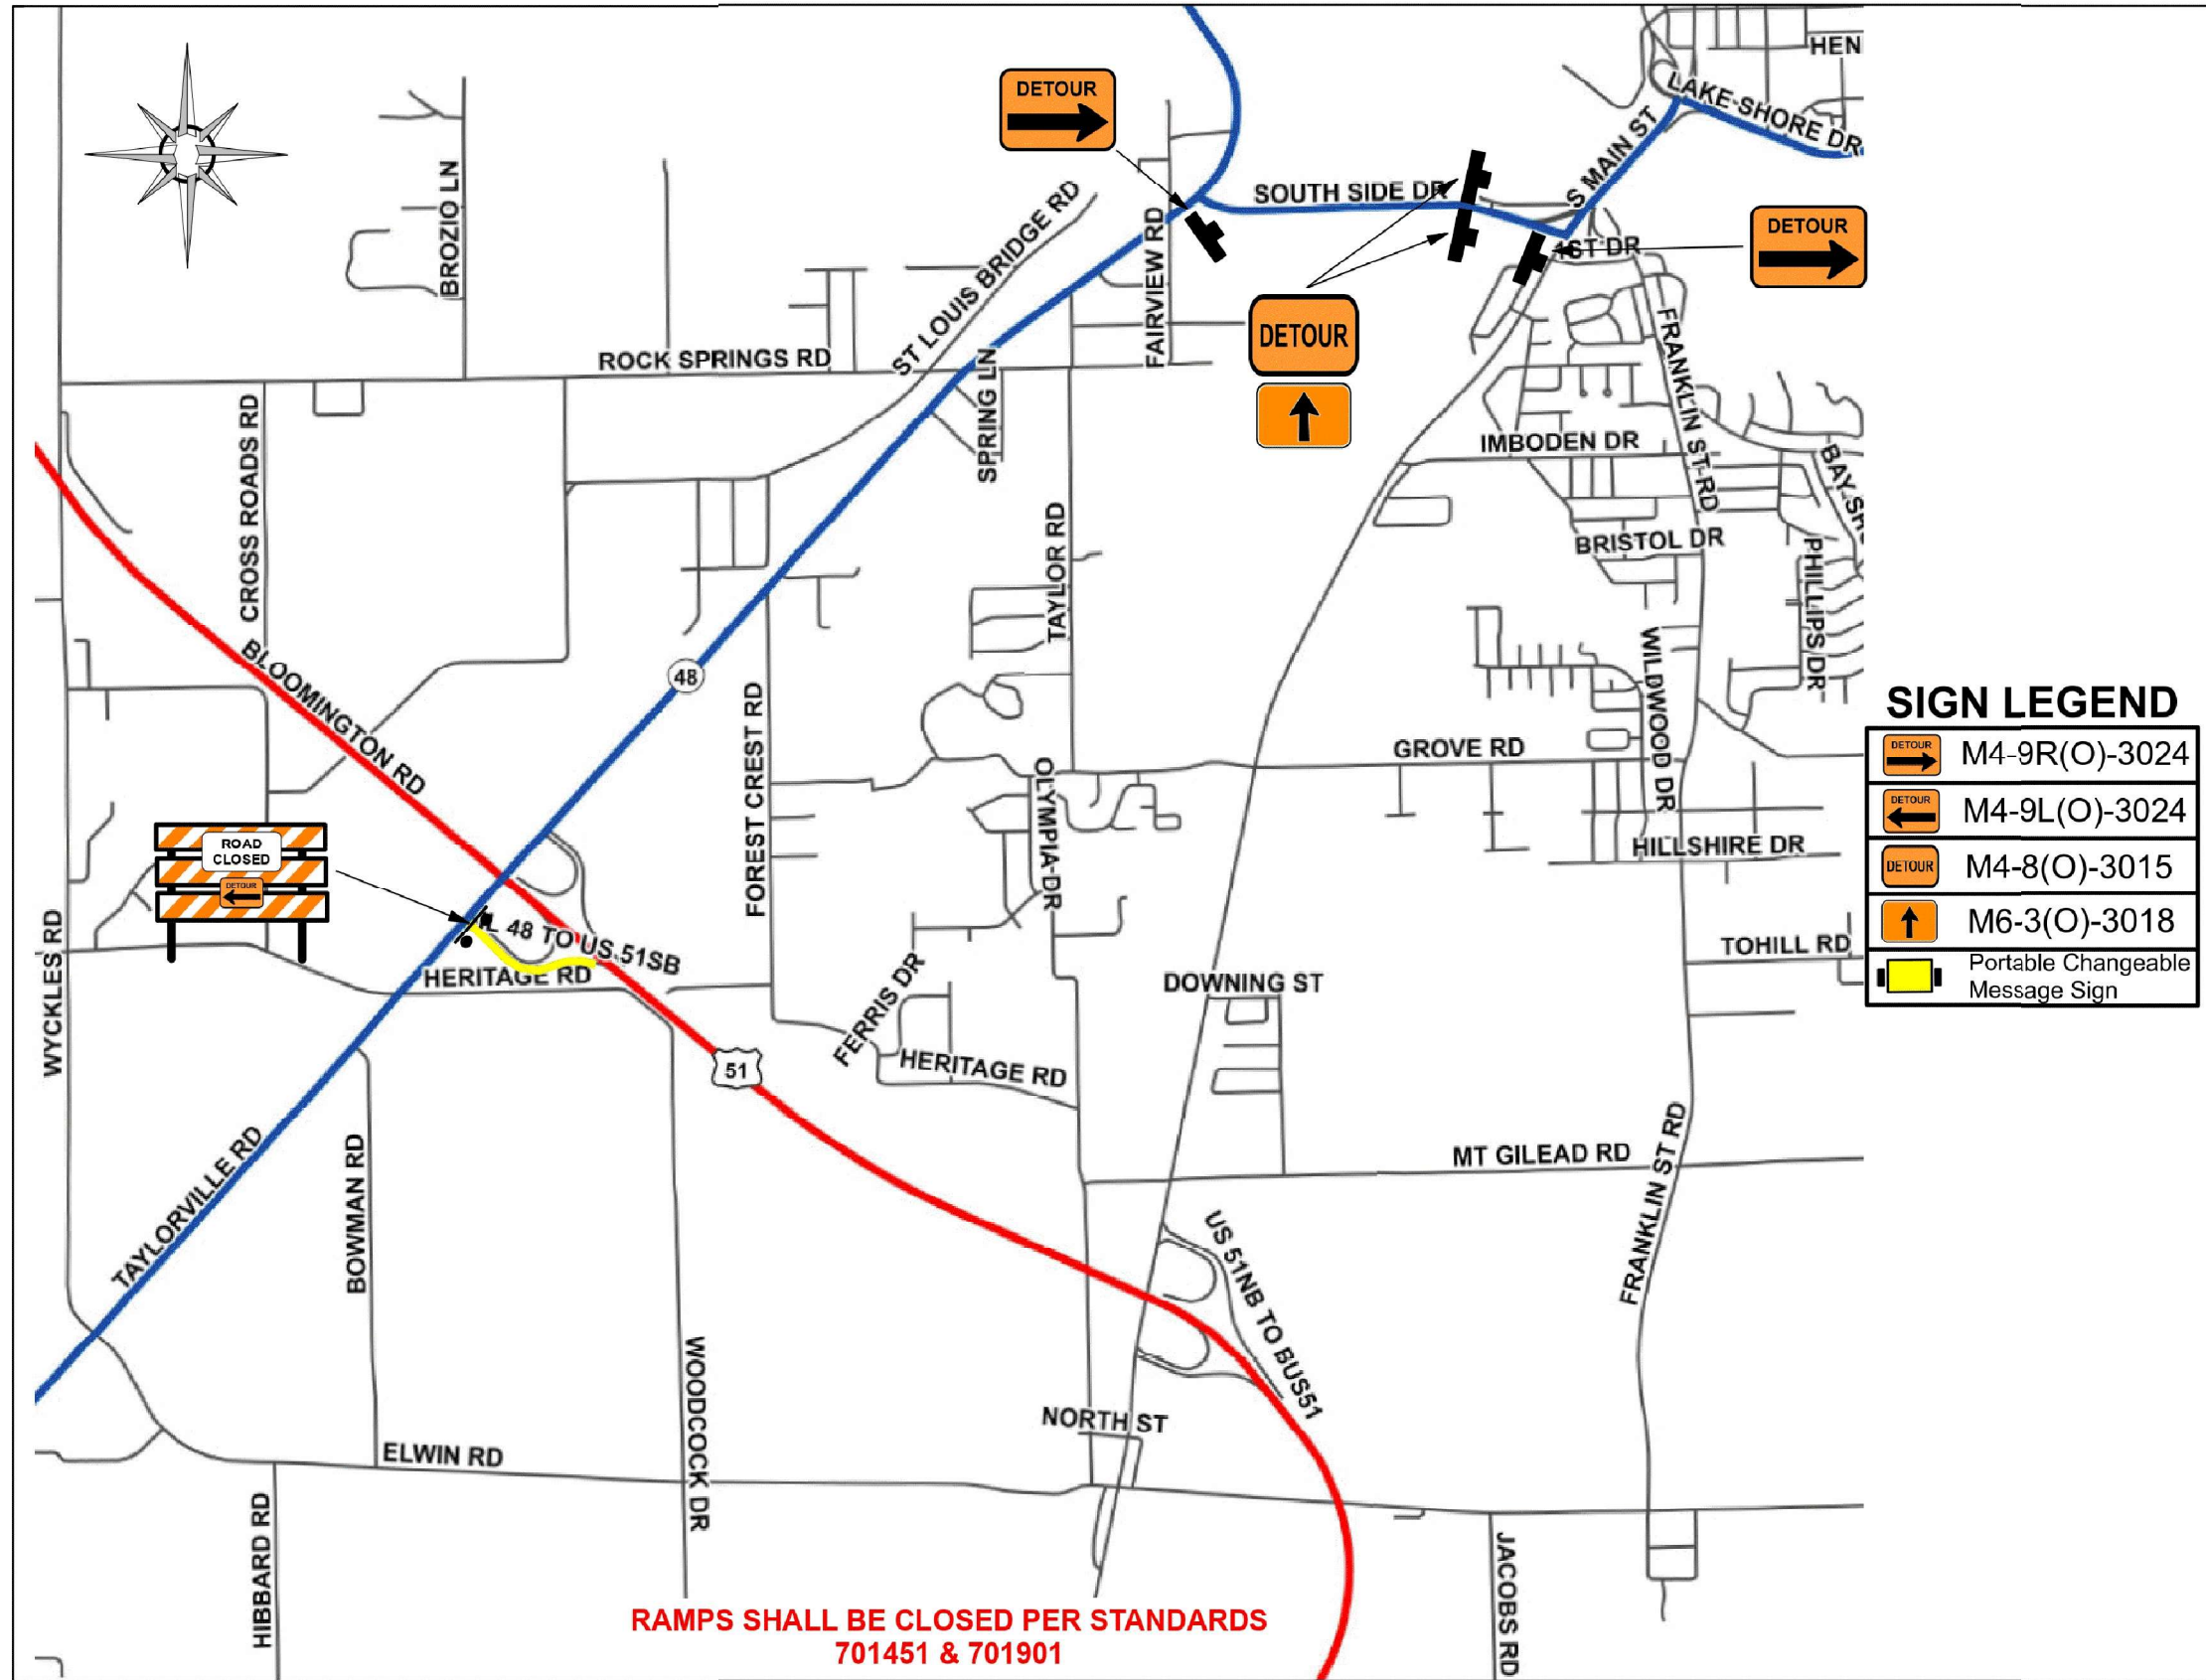 HEN
LAKE SHORE DR
DETOUR
S MAIN ST
SOUTH SIDE DR
BROZIO LN
ST LOUIS BRIDGE RD
FAIRVIEW RD
1ST DR
DETOUR
DETOUR
ROCK SPRINGS RD
SPRING LN
FRANKLIN ST RD
CROSS ROADS RD
IMBODEN DR
BAY SH
TAYLOR RD
BRISTOL DR
PHILLIPS DR
BLOOMINGTON RD
48
WILDWOOD DR
FOREST CREST RD
GROVE RD
OLYMPIA DR
HILLSHIRE DR
ROAD
CLOSED
DETOUR
IL 48 TO US 51SB
HERITAGE RD
WYCKLES RD
TOHILL RD
DOWNING ST
FERRIS DR
HERITAGE RD
51
TAYLORVILLE RD
BOWMAN RD
MT GILEAD RD
FRANKLIN ST RD
US 51NB TO BUS51
WOODCOCK DR
NORTH ST
ELWIN RD
HIBBARD RD
JACOBS RD
RAMPS SHALL BE CLOSED PER STANDARDS
701451 & 701901
SIGN LEGEND
DETOUR M4-9R(O)-3024
DETOUR M4-9L(O)-3024
DETOUR M4-8(O)-3015
M6-3(O)-3018
Portable Changeable
Message Sign